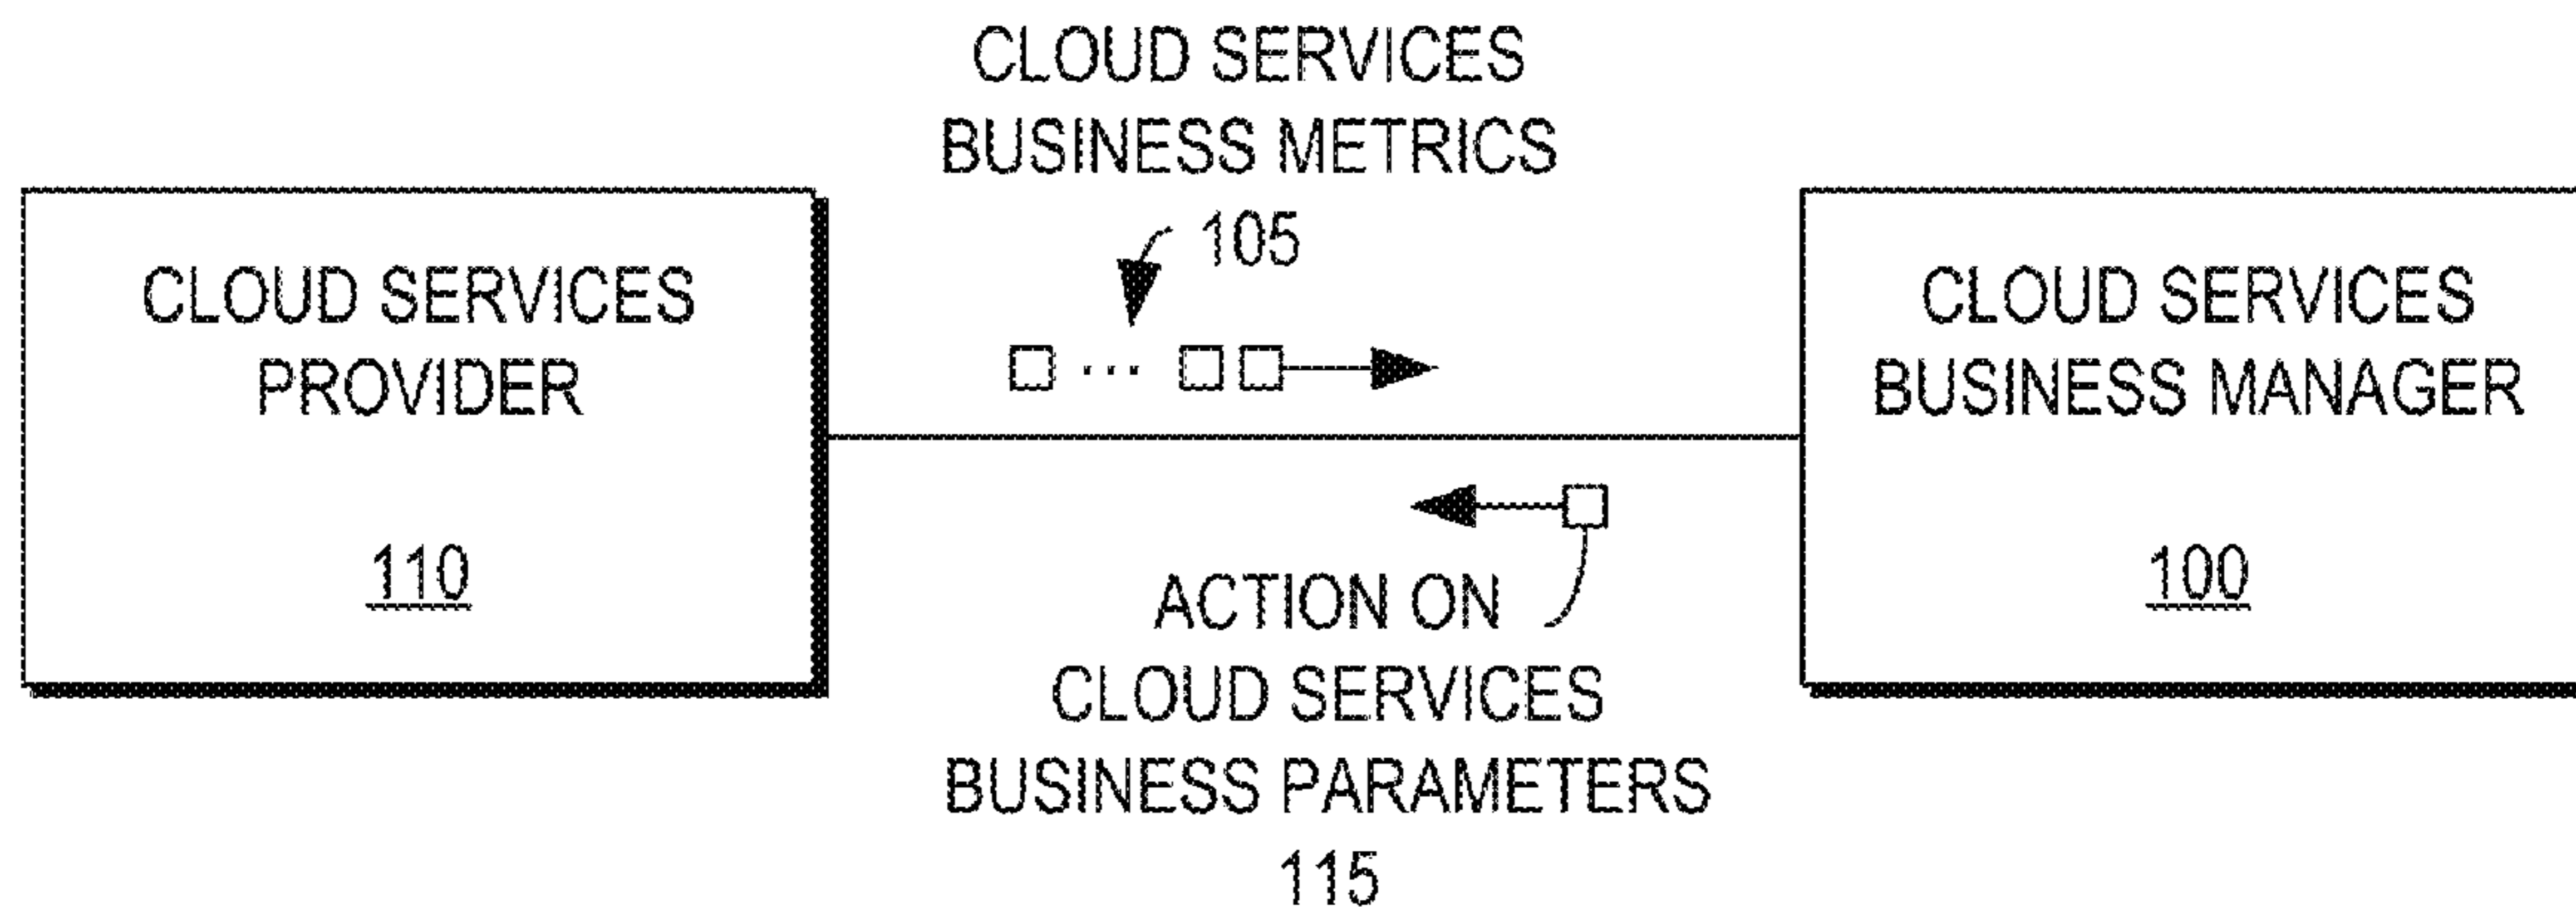 CLOUD SERVICES
BUSINESS METRICS
105
CLOUD SERVICES
PROVIDER
110
CLOUD SERVICES
BUSINESS MANAGER
100
ACTION ON
CLOUD SERVICES
BUSINESS PARAMETERS
115